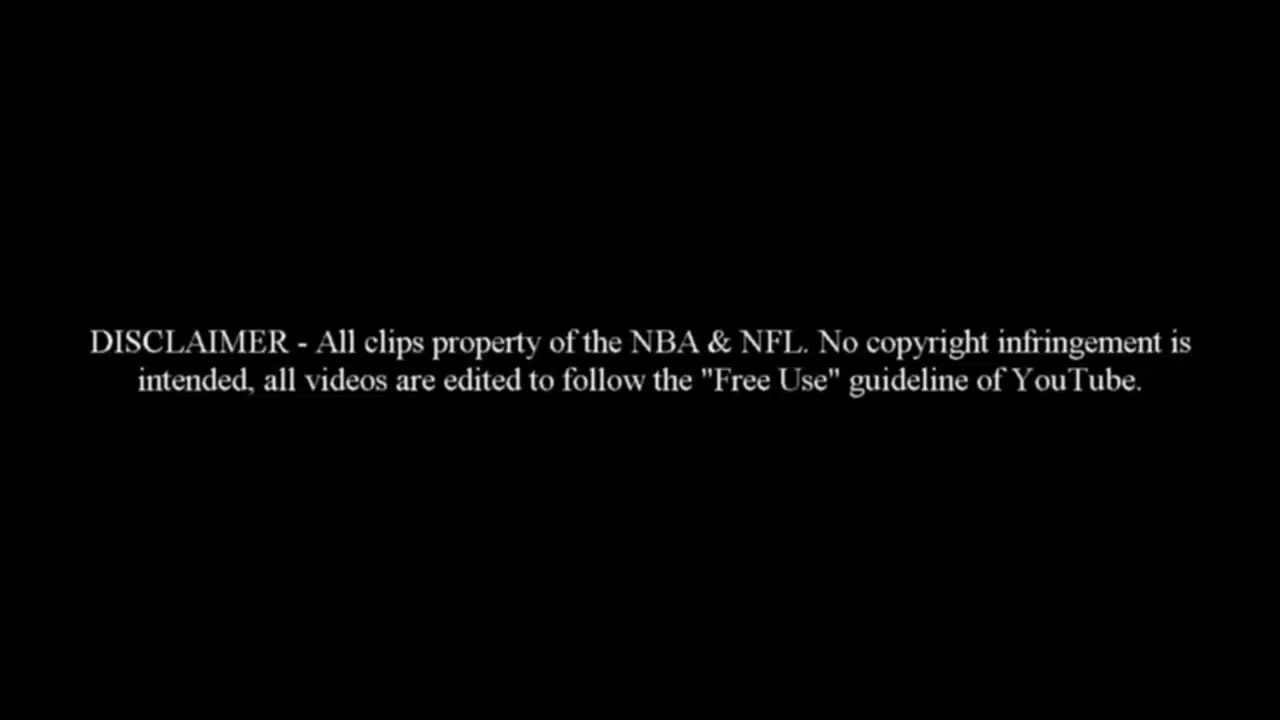 DISCLAIMER - All clips property of the NBA & NFL. No copyright infringement is
intended, all videos are edited to follow the "Free Use" guideline of YouTube.